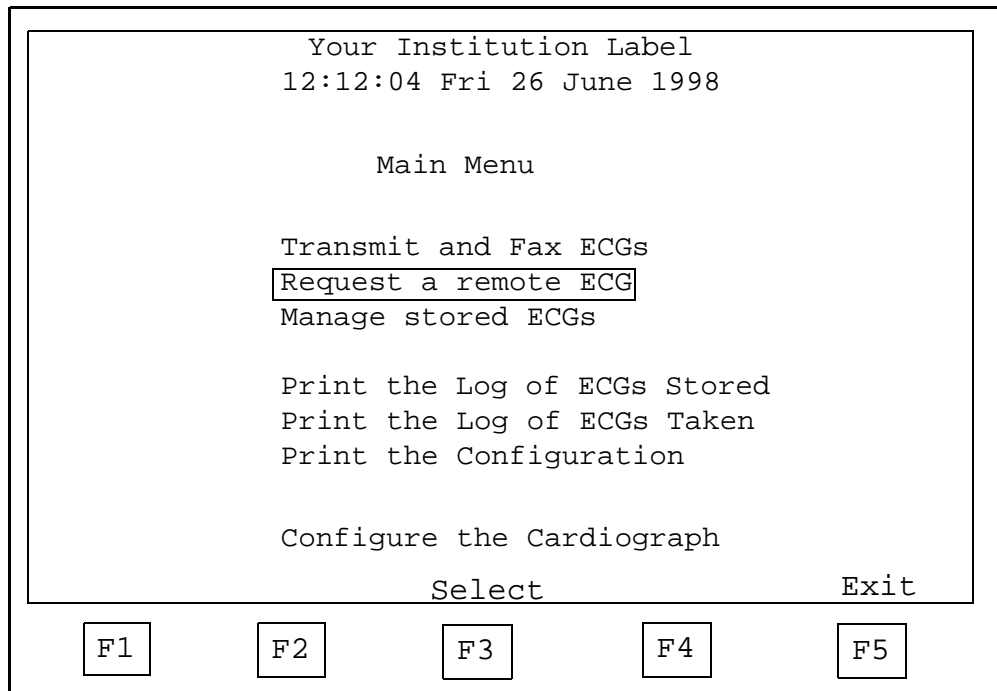 Your Institution Label
12:12:04 Fri 26 June 1998
Main Menu
Transmit and Fax ECGs
Request a remote ECG
Manage stored ECGs
Print the Log of ECGs Stored
Print the Log of ECGs Taken
Print the Configuration
Configure the Cardiograph
Select Exit
F1 F2 F3 F4 F5